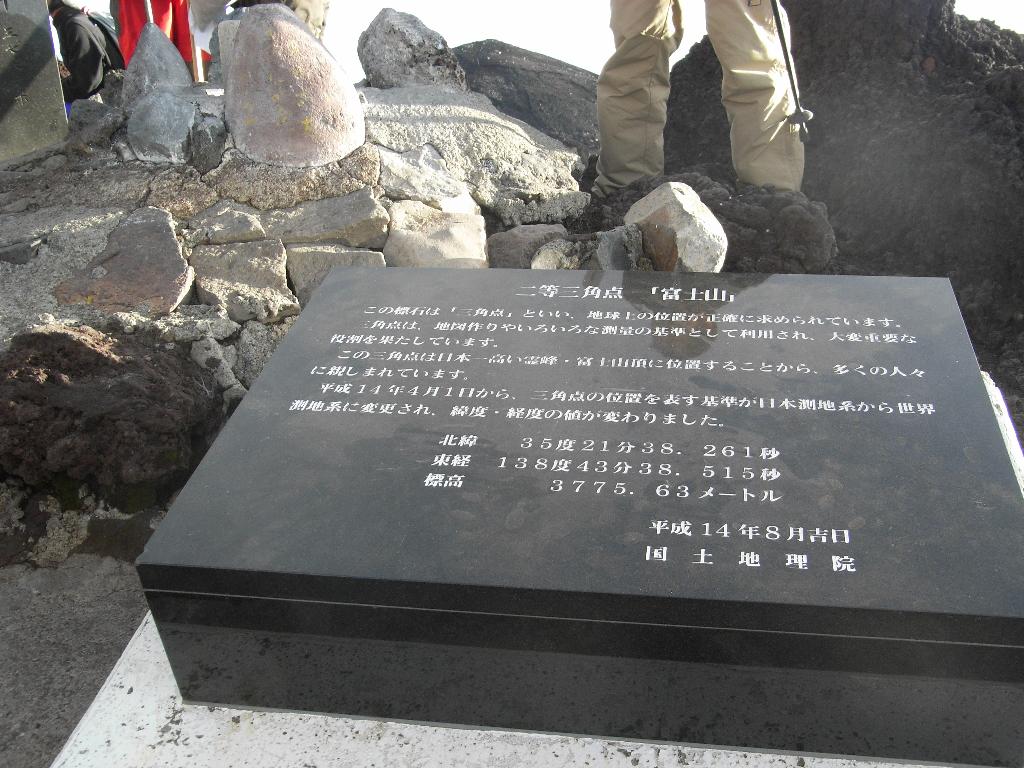 二等三角点 「富士山」
この標石は「三角点」といい、地球上の位置が正確に求められています。
三角点は、地図作りやいろいろな測量の基準として利用され、大変重要な
役割を果たしています。
この三角点は日本一高い霊峰・富士山頂に位置することから、多くの人々
に親しまれています。
平成14年4月1日から、三角点の位置を表す基準が日本測地系から世界
測地系に変更され、緯度・経度の値が変わりました。
北緯 35度21分38.261秒
東経 138度43分38.515秒
標高 3775.63メートル
平成14年8月吉日
国土地理院